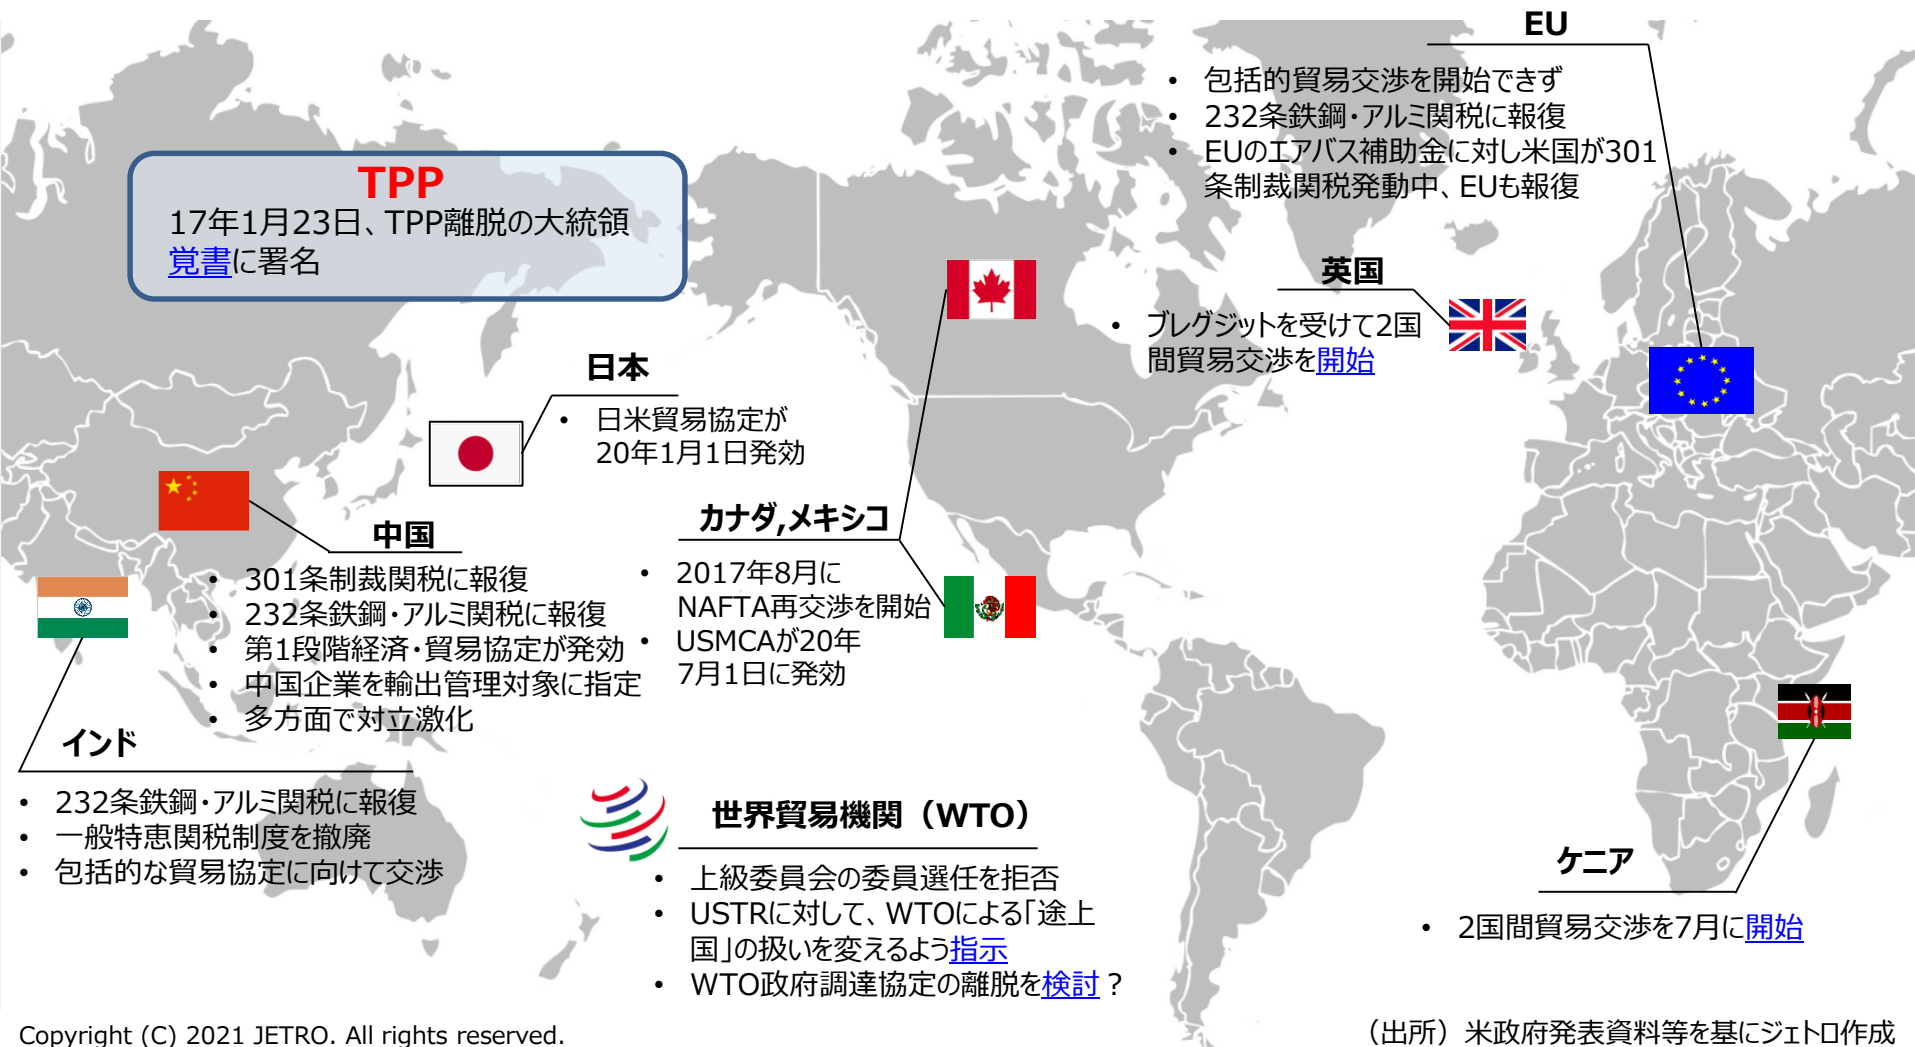 EU
• 包括的貿易交渉を開始できず
• 232条鉄鋼・アルミ関税に報復
• EUのエアバス補助金に対し米国が301
条制裁関税発動中、EUも報復
TPP
17年1月23日、TPP離脱の大統領
覚書に署名
英国
• ブレグジットを受けて2国
間貿易交渉を開始
日本
• 日米貿易協定が
20年1月1日発効
カナダ,メキシコ
• 2017年8月に
NAFTA再交渉を開始
• USMCAが20年
7月1日に発効
中国
• 301条制裁関税に報復
• 232条鉄鋼・アルミ関税に報復
• 第1段階経済・貿易協定が発効
• 中国企業を輸出管理対象に指定
• 多方面で対立激化
インド
• 232条鉄鋼・アルミ関税に報復
• 一般特恵関税制度を撤廃
• 包括的な貿易協定に向けて交渉
世界貿易機関（WTO）
• 上級委員会の委員選任を拒否
• USTRに対して、WTOによる「途上
国」の扱いを変えるよう指示
• WTO政府調達協定の離脱を検討？
ケニア
• 2国間貿易交渉を7月に開始
Copyright (C) 2021 JETRO. All rights reserved.
（出所）米政府発表資料等を基にジェトロ作成